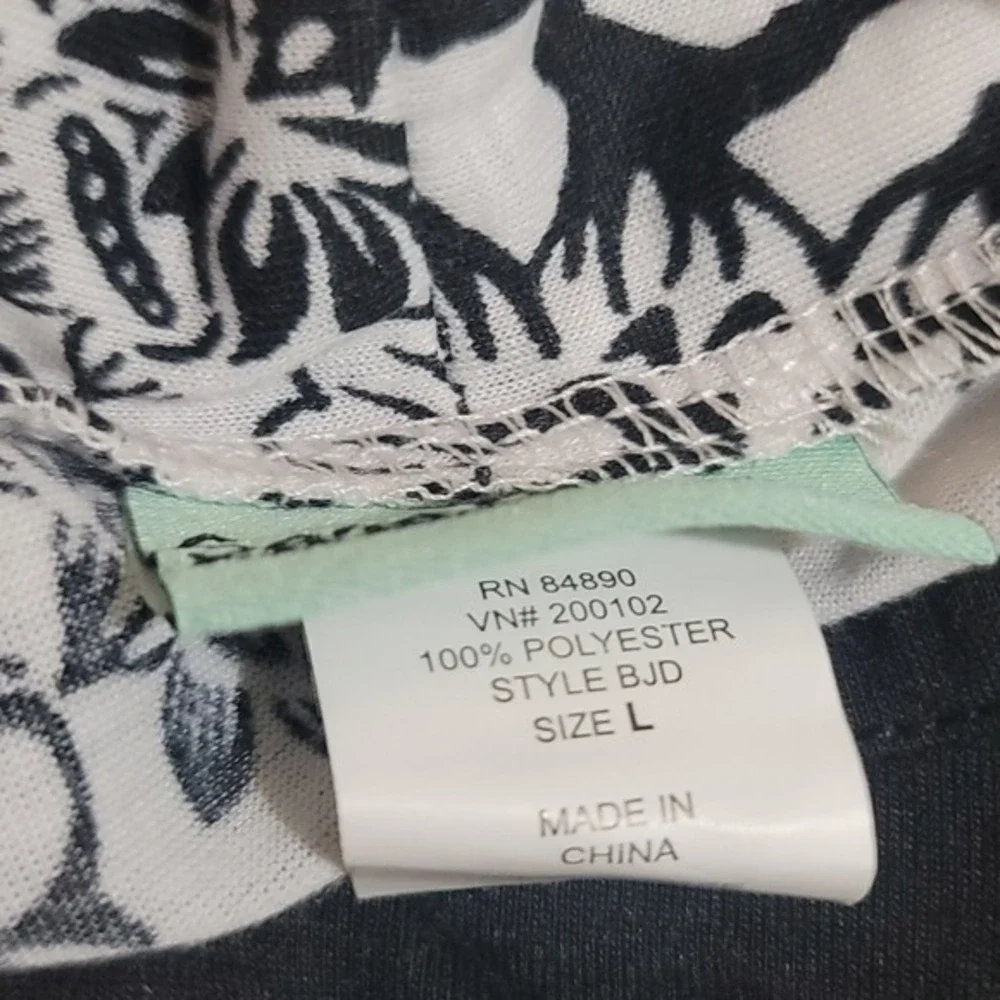 RN 84890
VN# 200102
100% POLYESTER
STYLE BJD
SIZE L
MADE IN
CHINA